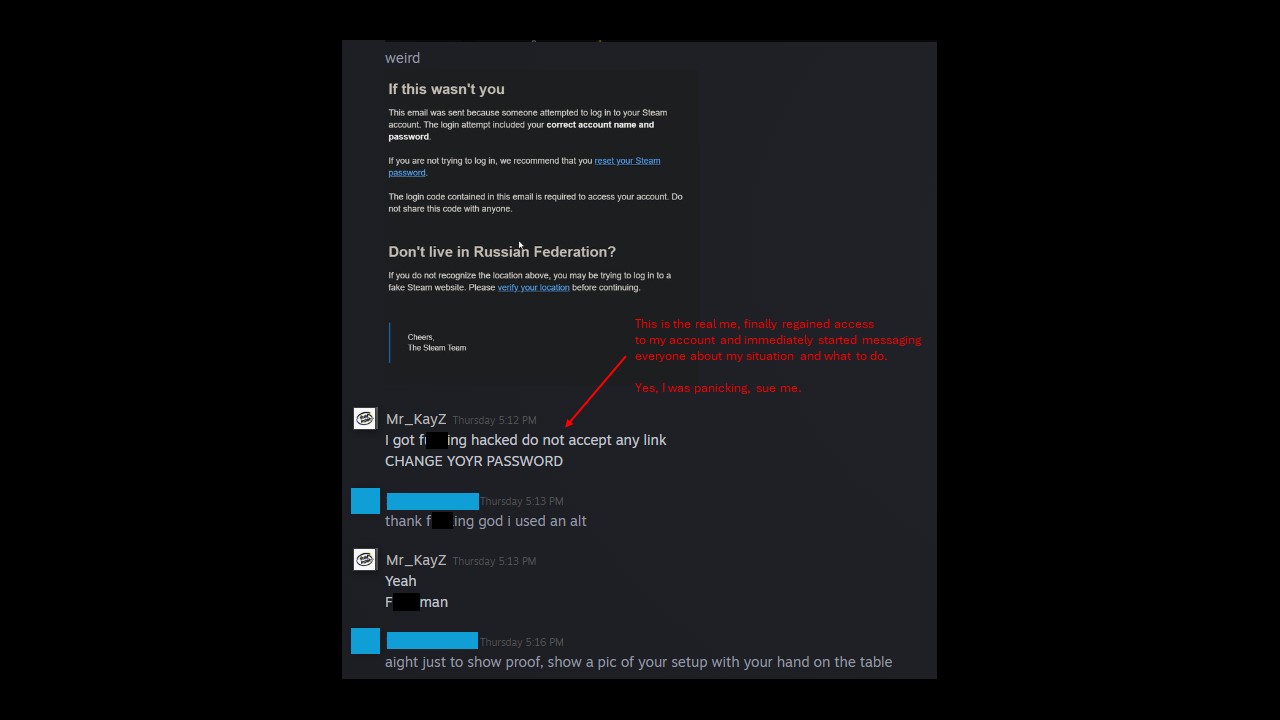 weird
If this wasn't you
This email was sent because someone attempted to log in to your Steam
account. The login attempt included your correct account name and
password.
If you are not trying to log in, we recommend that you reset your Steam
password.
The login code contained in this email is required to access your account. Do
not share this code with anyone.
Don't live in Russian Federation?
If you do not recognize the location above, you may be trying to log in to a
fake Steam website. Please verify your location before continuing.
Cheers,
The Steam Team
This is the real me, finally regained access
to my account and immediately started messaging
everyone about my situation and what to do.
Yes, I was panicking, sue me.
Mr_KayZ Thursday 5:12 PM
I got f ing hacked do not accept any link
CHANGE YOYR PASSWORD
Thursday 5:13 PM
thank f ing god i used an alt
Mr_KayZ Thursday 5:13 PM
Yeah
F man
Thursday 5:16 PM
aight just to show proof, show a pic of your setup with your hand on the table